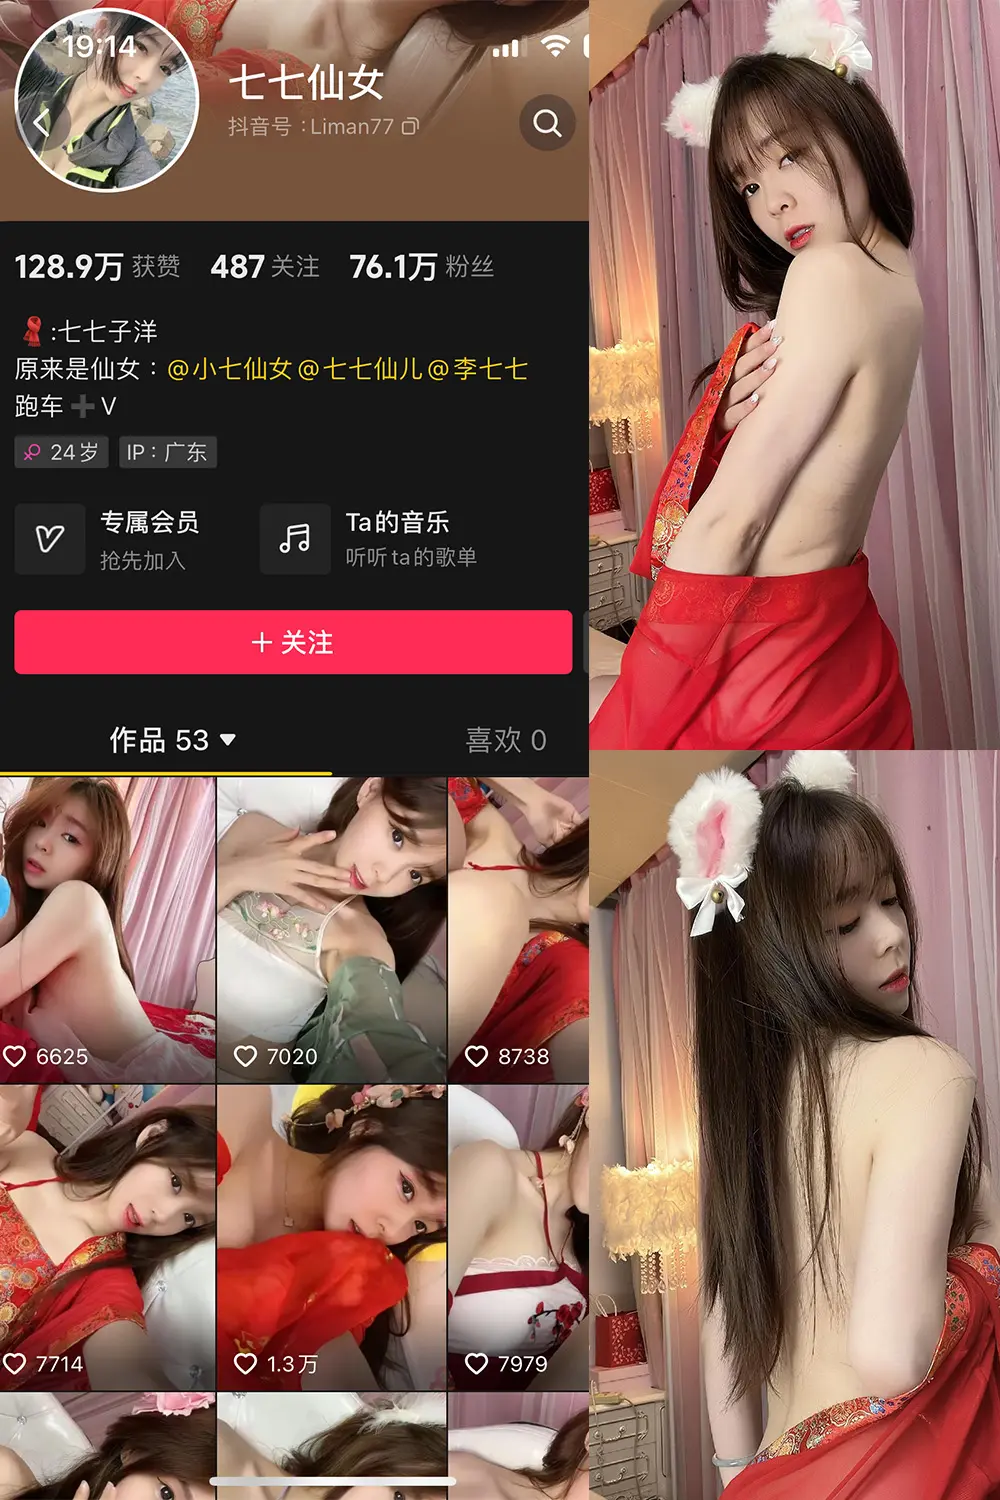 19:14
七七仙女
抖音号：Liman77
128.9万 获赞 487 关注 76.1万 粉丝
:七七子洋
原来是仙女：@小七仙女@七七仙儿@李七七
跑车➕V
24岁 IP：广东
专属会员
抢先加入
Ta的音乐
听听ta的歌单
+ 关注
作品 53 喜欢 0
6625 7020 8738
7714 1.3万 7979